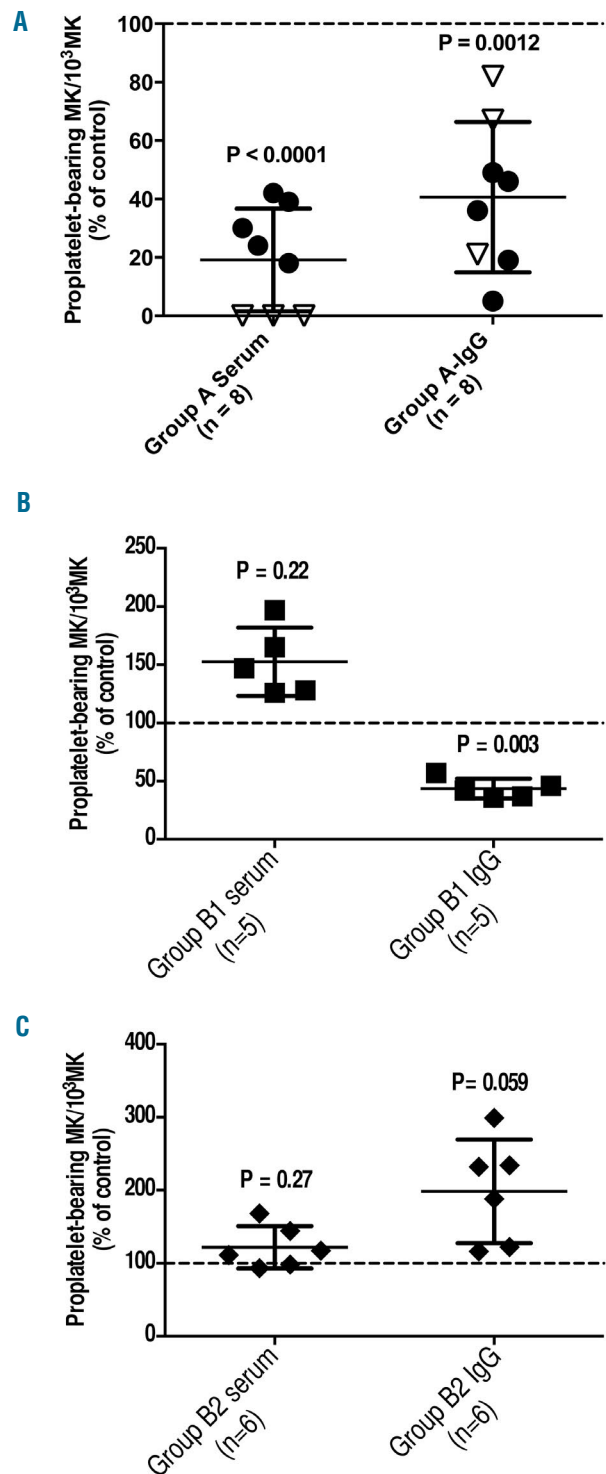 A
Proplatelet-bearing MK/10³MK
(% of control)
100
80
60
40
20
0
P < 0.0001
P = 0.0012
Group A Serum
(n = 8)
Group A-IgG
(n = 8)
B
Proplatelet-bearing MK/10³MK
(% of control)
250
200
150
100
50
0
P = 0.22
P = 0.003
Group B1 serum
(n=5)
Group B1 IgG
(n=5)
C
Proplatelet-bearing MK/10³MK
(% of control)
400
300
200
100
0
P = 0.27
P= 0.059
Group B2 serum
(n=6)
Group B2 IgG
(n=6)